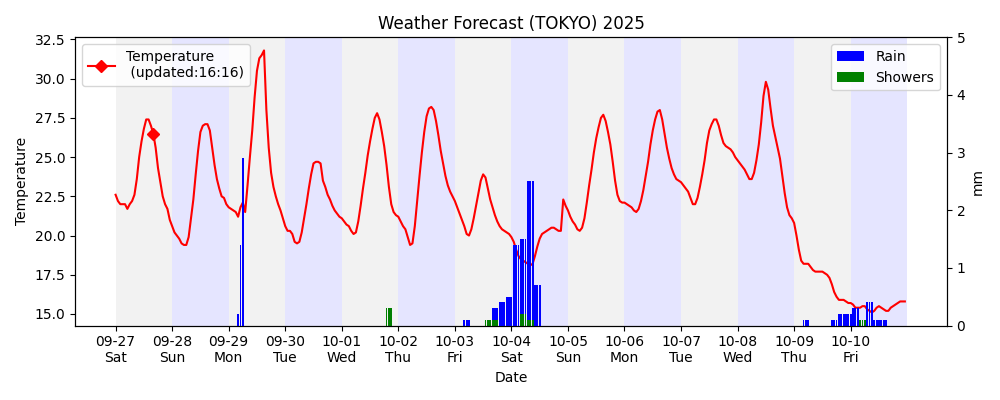 Weather Forecast (TOKYO) 2025
Temperature
(updated:16:16)
Rain
Showers
Temperature
32.5
30.0
27.5
25.0
22.5
20.0
17.5
15.0
5
4
3
2
1
0
mm
09-27 09-28 09-29 09-30 10-01 10-02 10-03 10-04 10-05 10-06 10-07 10-08 10-09 10-10
Sat Sun Mon Tue Wed Thu Fri Sat Sun Mon Tue Wed Thu Fri
Date